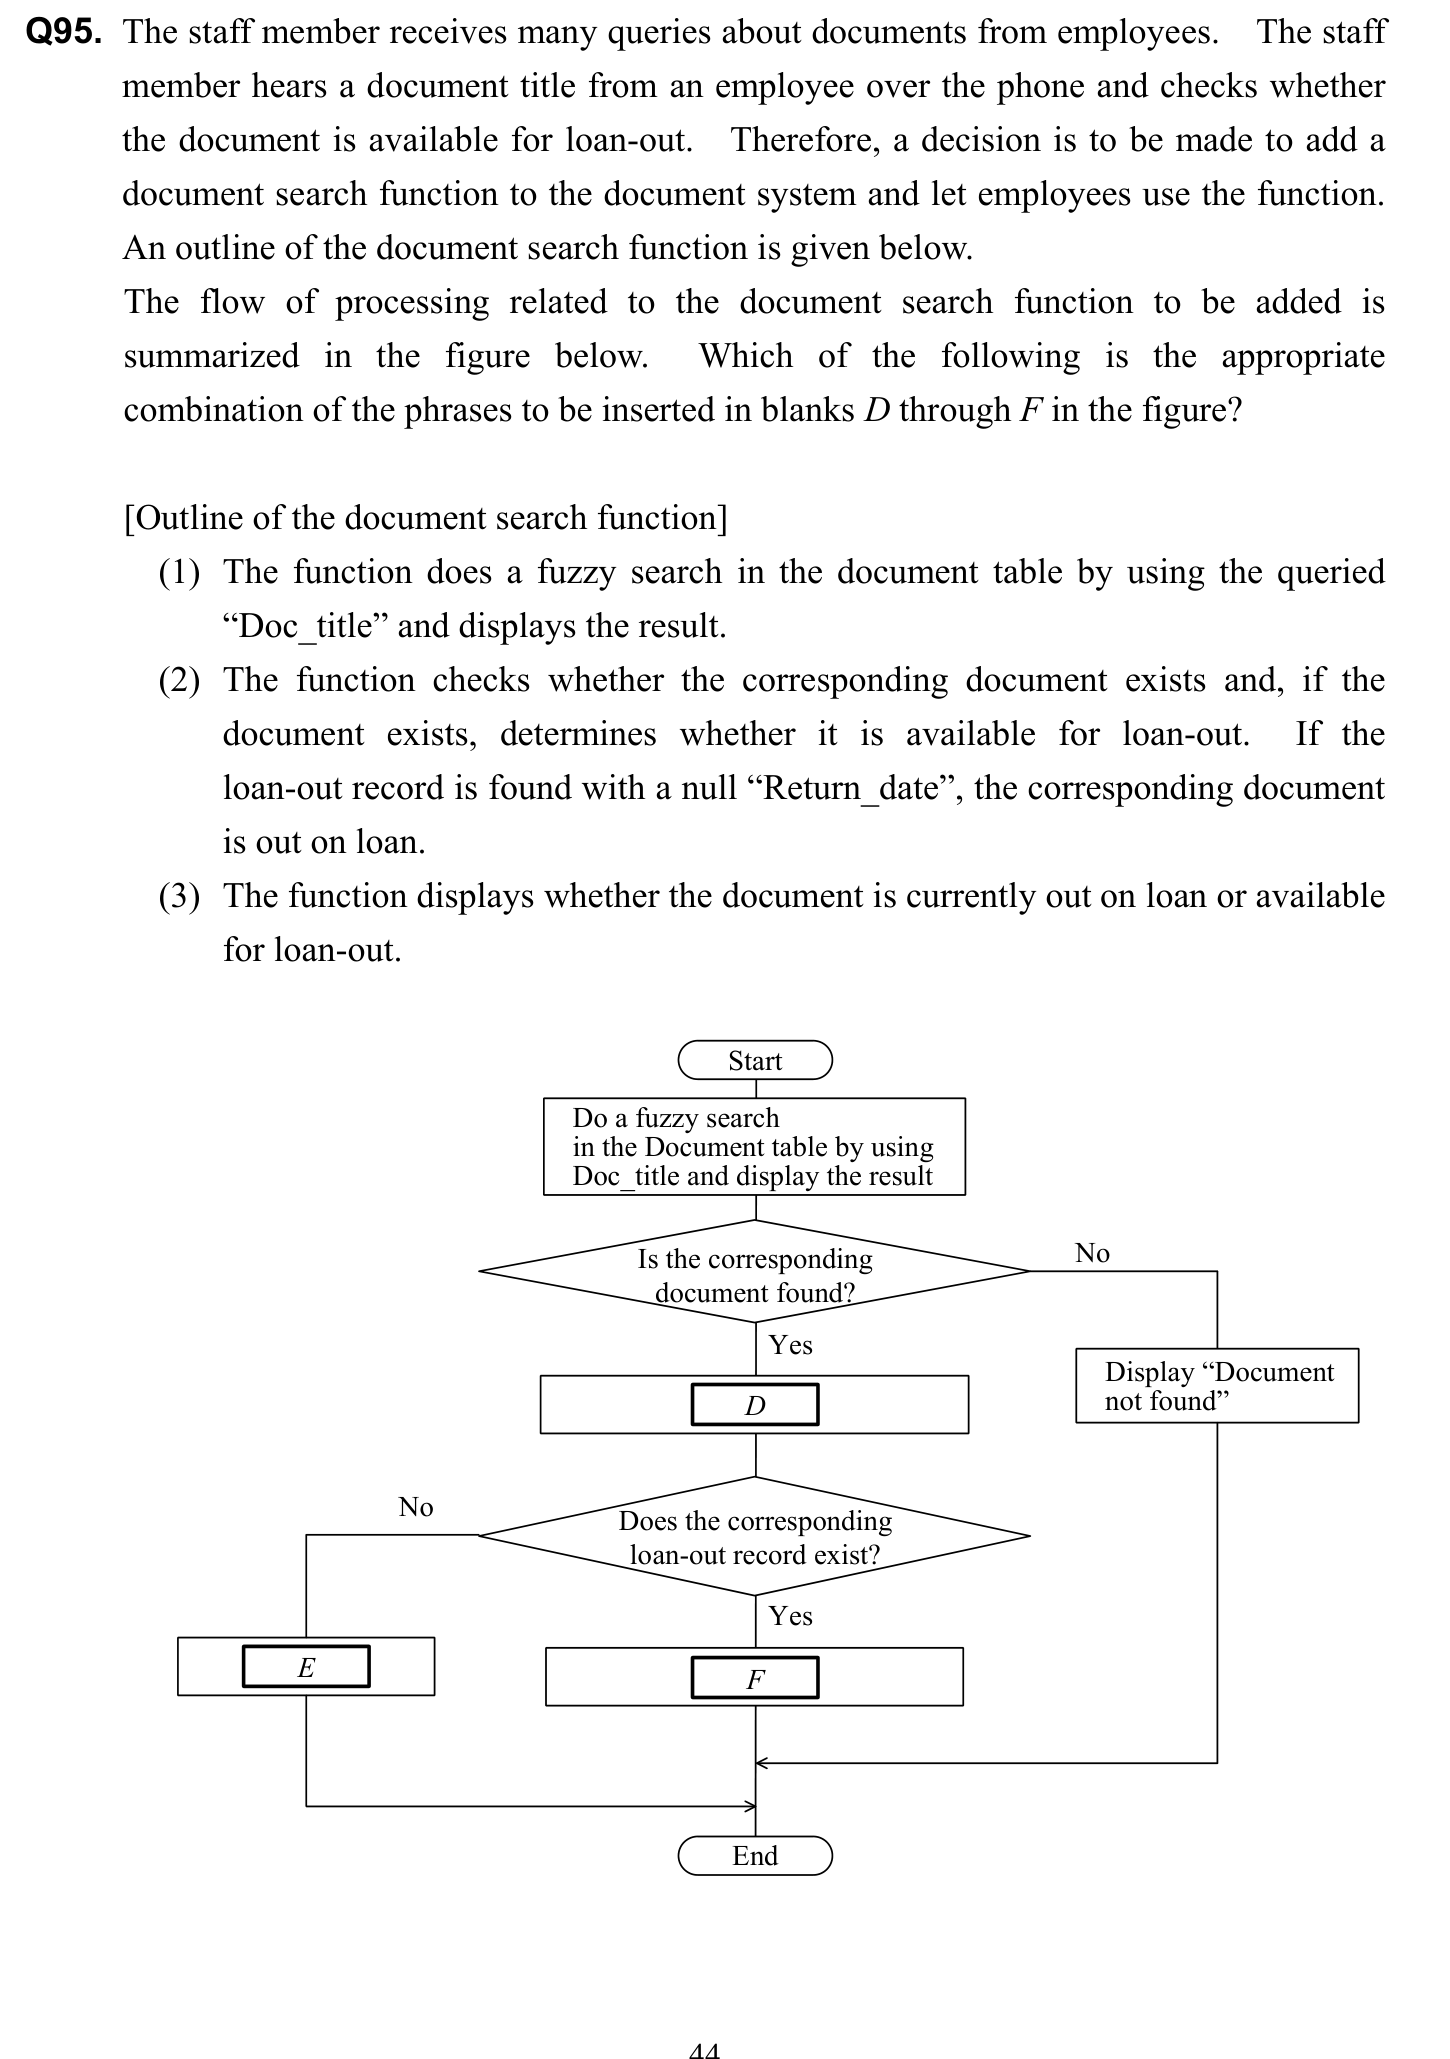 Q95. The staff member receives many queries about documents from employees. The staff
member hears a document title from an employee over the phone and checks whether
the document is available for loan-out. Therefore, a decision is to be made to add a
document search function to the document system and let employees use the function.
An outline of the document search function is given below.
The flow of processing related to the document search function to be added is
summarized in the figure below. Which of the following is the appropriate
combination of the phrases to be inserted in blanks D through F in the figure?
[Outline of the document search function]
(1) The function does a fuzzy search in the document table by using the queried
“Doc_title” and displays the result.
(2) The function checks whether the corresponding document exists and, if the
document exists, determines whether it is available for loan-out. If the
loan-out record is found with a null “Return_date”, the corresponding document
is out on loan.
(3) The function displays whether the document is currently out on loan or available
for loan-out.
Start
Do a fuzzy search
in the Document table by using
Doc_title and display the result
Is the corresponding
document found?
No
Yes
Display “Document
not found”
D
No
Does the corresponding
loan-out record exist?
Yes
E
F
End
44